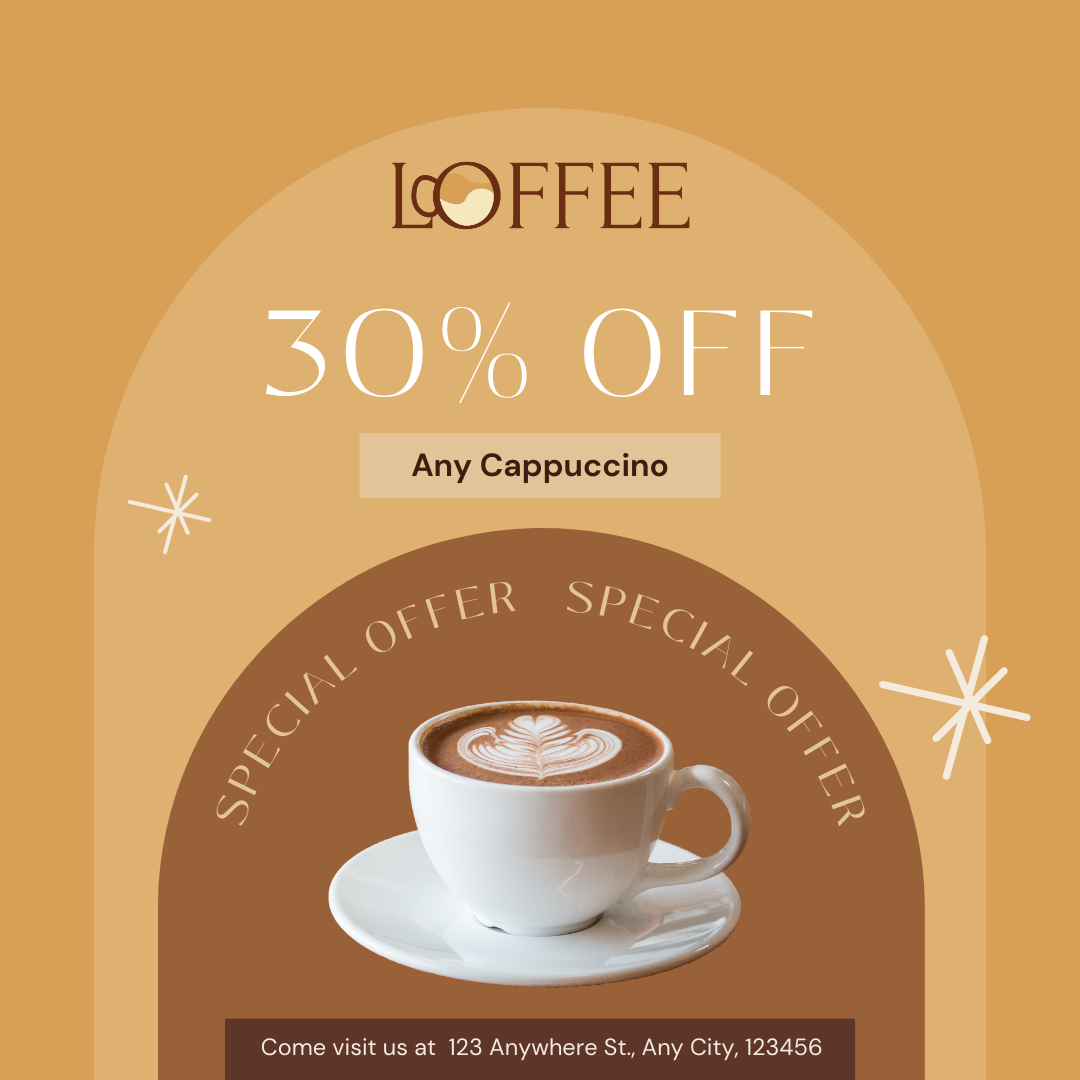 LOFFEE
30% OFF
Any Cappuccino
SPECIAL OFFER SPECIAL OFFER
Come visit us at 123 Anywhere St., Any City, 123456